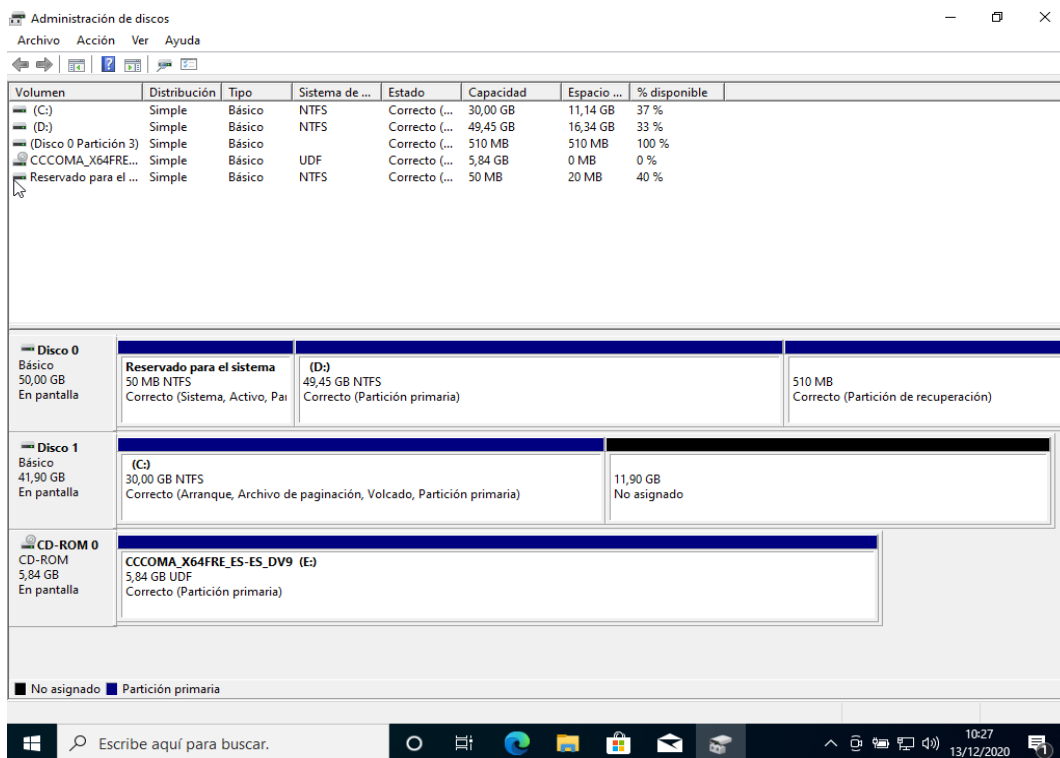 Administración de discos
Archivo Acción Ver Ayuda
Volumen Distribución Tipo Sistema de ... Estado Capacidad Espacio ... % disponible
(C:) Simple Básico NTFS Correcto (... 30,00 GB 11,14 GB 37 %
(D:) Simple Básico NTFS Correcto (... 49,45 GB 16,34 GB 33 %
(Disco 0 Partición 3) Simple Básico Correcto (... 510 MB 510 MB 100 %
CCCOMA_X64FRE... Simple Básico UDF Correcto (... 5,84 GB 0 MB 0 %
Reservado para el ... Simple Básico NTFS Correcto (... 50 MB 20 MB 40 %
Disco 0
Básico
50,00 GB
En pantalla
Reservado para el sistema
50 MB NTFS
Correcto (Sistema, Activo, Par
(D:)
49,45 GB NTFS
Correcto (Partición primaria)
510 MB
Correcto (Partición de recuperación)
Disco 1
Básico
41,90 GB
En pantalla
(C:)
30,00 GB NTFS
Correcto (Arranque, Archivo de paginación, Volcado, Partición primaria)
11,90 GB
No asignado
CD-ROM 0
CD-ROM
5,84 GB
En pantalla
CCCOMA_X64FRE_ES-ES_DV9 (E:)
5,84 GB UDF
Correcto (Partición primaria)
No asignado Partición primaria
Escribe aquí para buscar.
10:27
13/12/2020
1